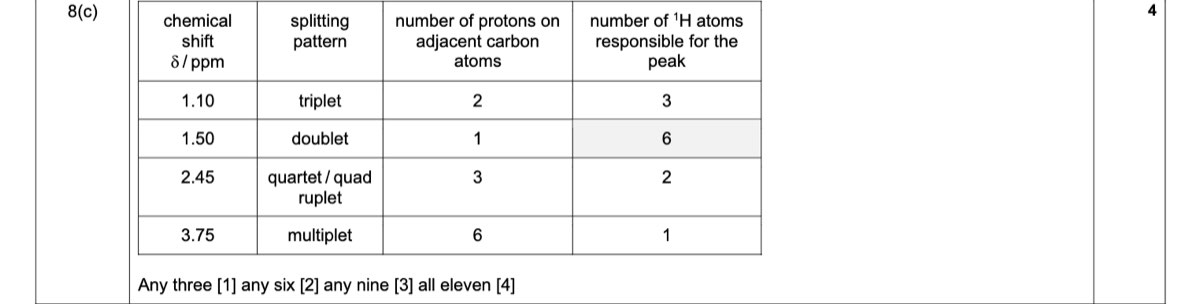 8(c)
chemical shift δ / ppm | splitting pattern | number of protons on adjacent carbon atoms | number of ¹H atoms responsible for the peak
1.10 | triplet | 2 | 3
1.50 | doublet | 1 | 6
2.45 | quartet / quad ruplet | 3 | 2
3.75 | multiplet | 6 | 1
Any three [1] any six [2] any nine [3] all eleven [4]
4